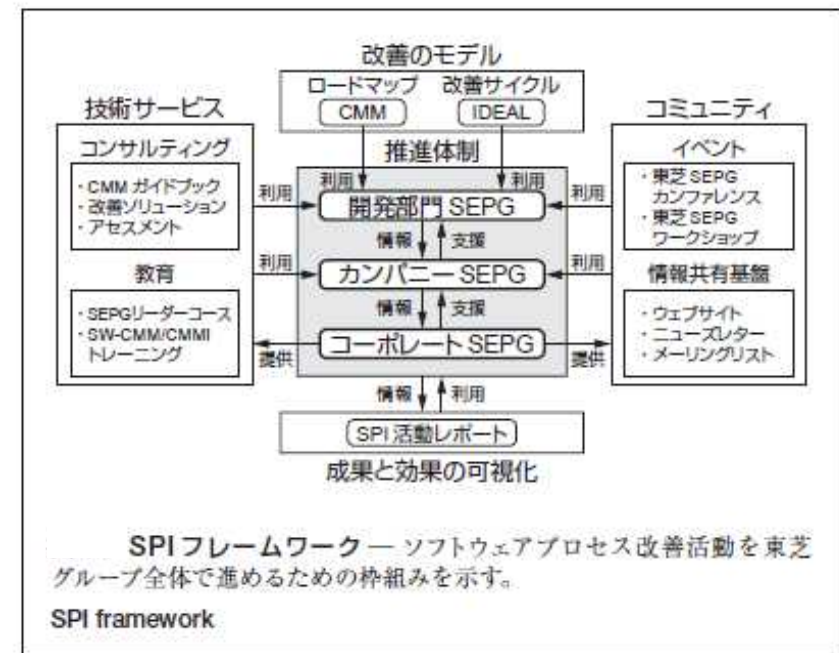 改善のモデル
ロードマップ 改善サイクル
CMM IDEAL
技術サービス
コンサルティング
・CMM ガイドブック
・改善ソリューション
・アセスメント
教育
・SEPGリーダーコース
・SW-CMM/CMMI
トレーニング
推進体制
利用 利用
利用 開発部門 SEPG 利用
情報 支援
利用 カンパニー SEPG 利用
情報 支援
提供 コーポレート SEPG 提供
情報 利用
SPI 活動レポート
成果と効果の可視化
コミュニティ
イベント
・東芝 SEPG
カンファレンス
・東芝 SEPG
ワークショップ
情報共有基盤
・ウェブサイト
・ニューズレター
・メーリングリスト
SPI フレームワーク — ソフトウェアプロセス改善活動を東芝
グループ全体で進めるための枠組みを示す。
SPI framework